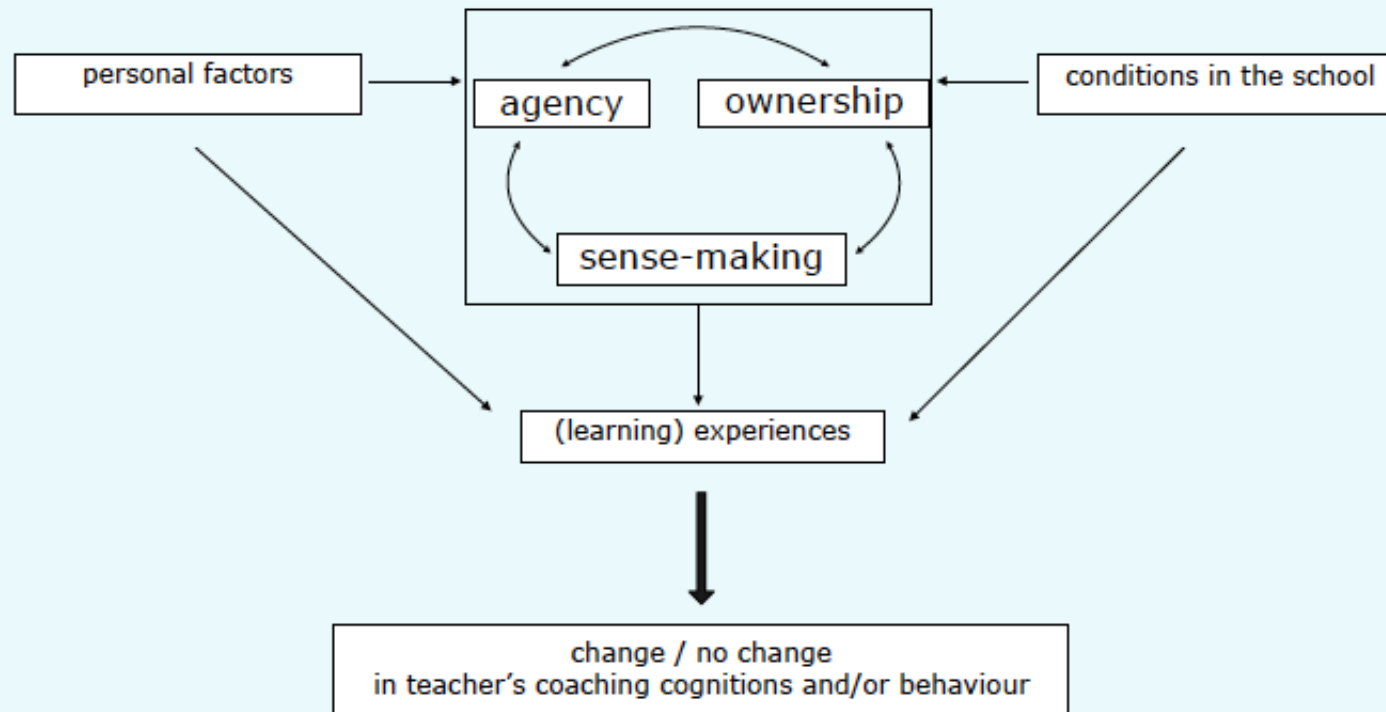 personal factors
conditions in the school
agency
ownership
sense-making
(learning) experiences
change / no change
in teacher's coaching cognitions and/or behaviour